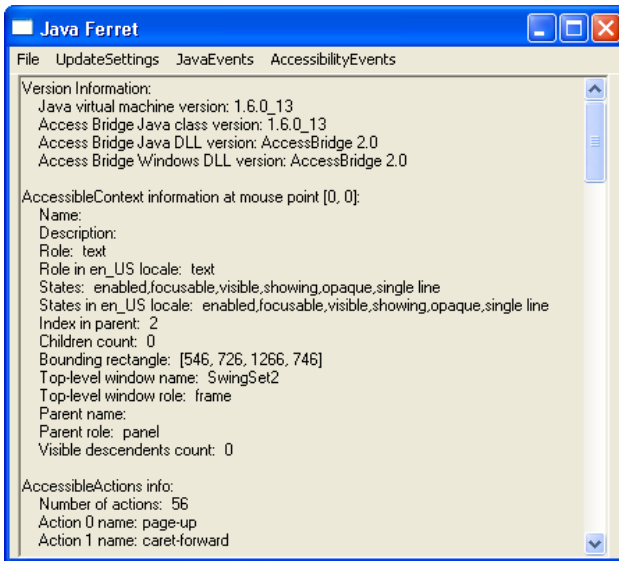 Java Ferret
File UpdateSettings JavaEvents AccessibilityEvents
Version Information:
Java virtual machine version: 1.6.0_13
Access Bridge Java class version: 1.6.0_13
Access Bridge Java DLL version: AccessBridge 2.0
Access Bridge Windows DLL version: AccessBridge 2.0
AccessibleContext information at mouse point [0, 0]:
Name:
Description:
Role: text
Role in en_US locale: text
States: enabled,focusable,visible,showing,opaque,single line
States in en_US locale: enabled,focusable,visible,showing,opaque,single line
Index in parent: 2
Children count: 0
Bounding rectangle: [546, 726, 1266, 746]
Top-level window name: SwingSet2
Top-level window role: frame
Parent name:
Parent role: panel
Visible descendents count: 0
AccessibleActions info:
Number of actions: 56
Action 0 name: page-up
Action 1 name: caret-forward